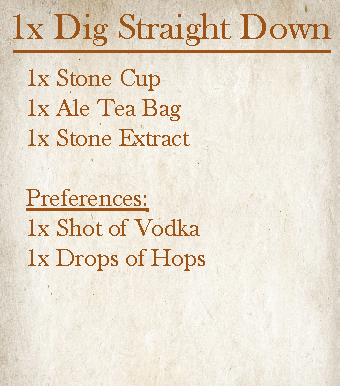 1x Dig Straight Down
1x Stone Cup
1x Ale Tea Bag
1x Stone Extract
Preferences:
1x Shot of Vodka
1x Drops of Hops